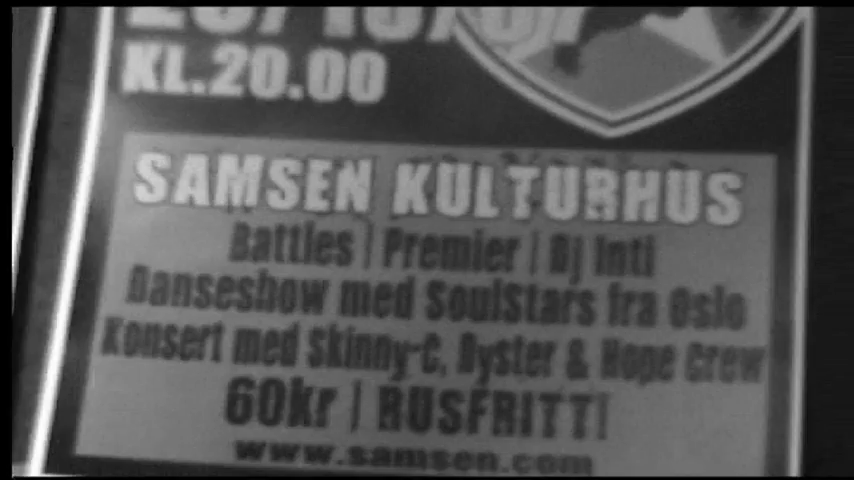 KL.20.00
SAMSEN KULTURHUS
Battles | Premier | Dj Inti
Danseshow med SoulStars fra Oslo
Konsert med Skinny-C, Dyster & Hope Crew
60kr | RUSFRITT!
www.samsen.com